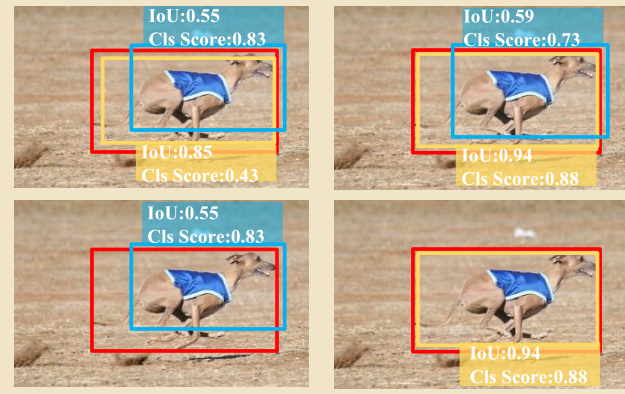 IoU:0.55
Cls Score:0.83
IoU:0.85
Cls Score:0.43
IoU:0.59
Cls Score:0.73
IoU:0.94
Cls Score:0.88
IoU:0.55
Cls Score:0.83
IoU:0.94
Cls Score:0.88